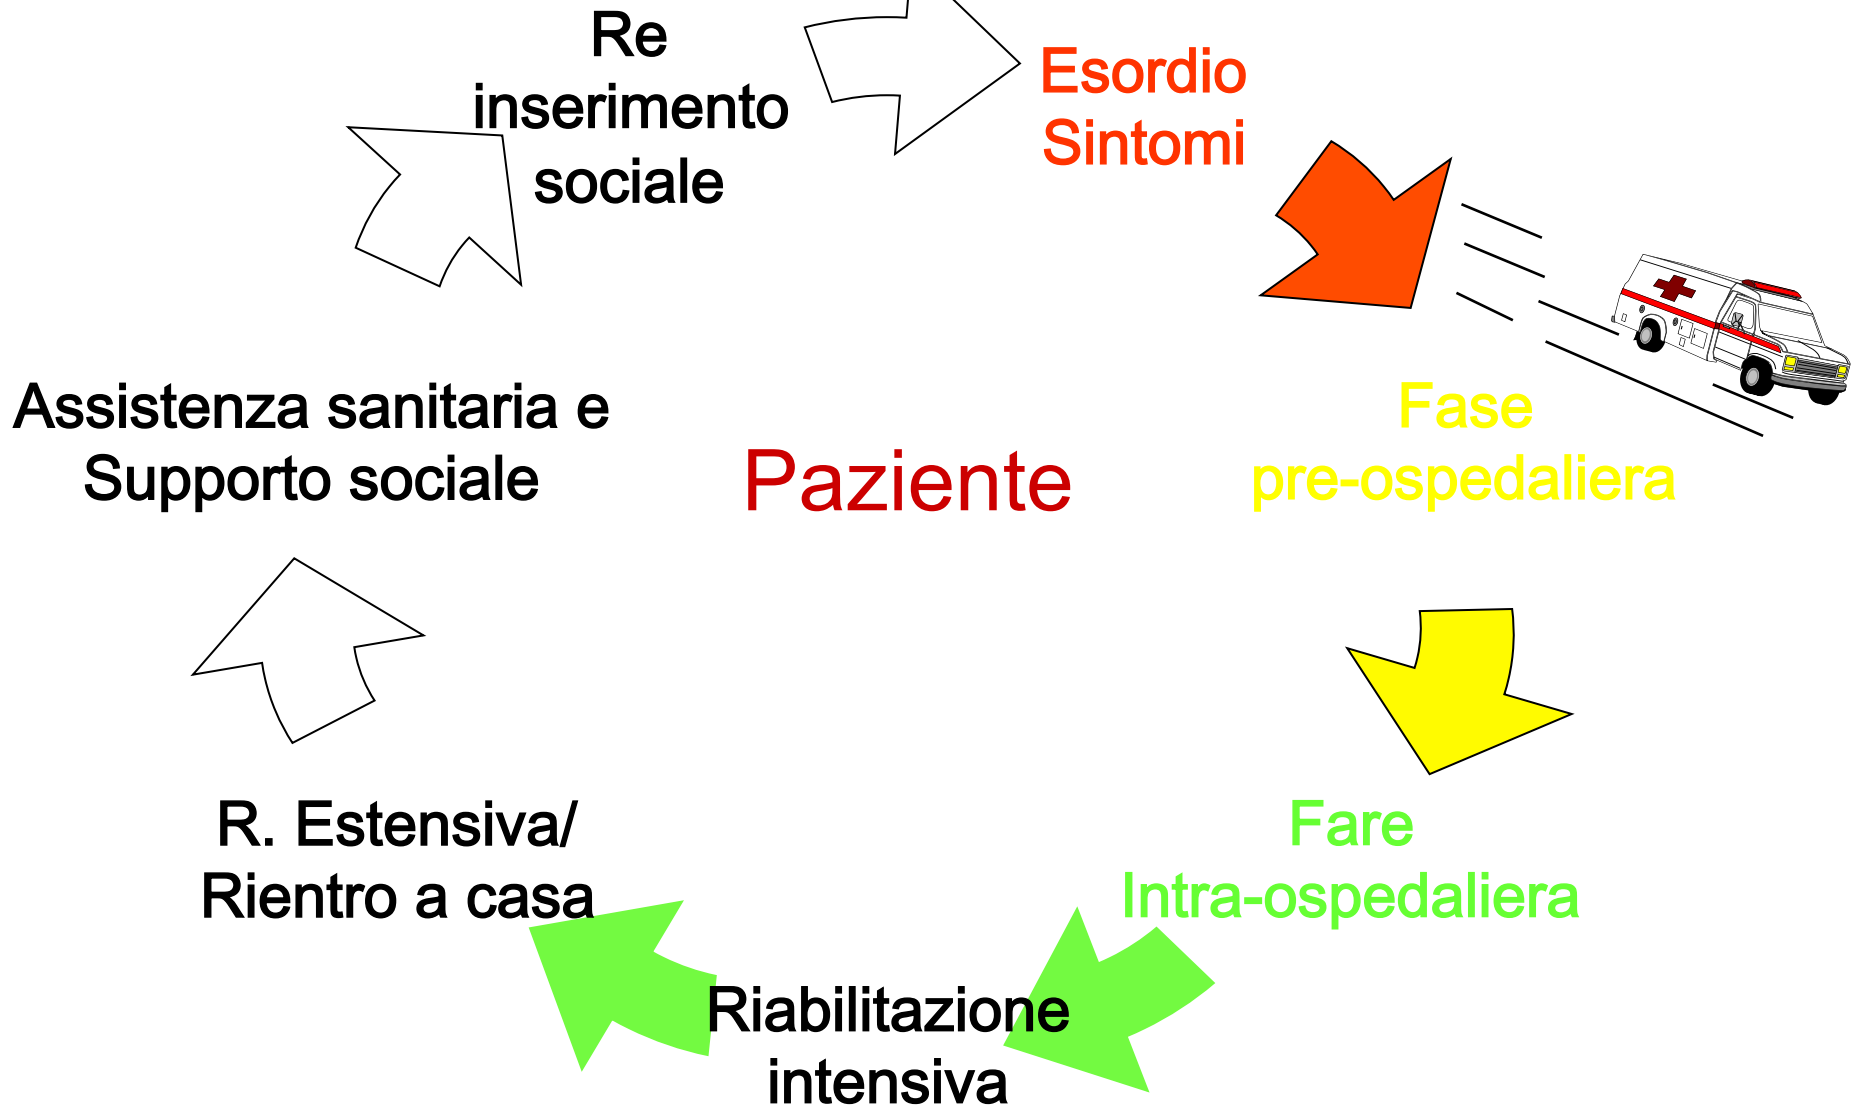 Re
inserimento
sociale
Esordio
Sintomi
Fase
pre-ospedaliera
Fare
Intra-ospedaliera
Riabilitazione
intensiva
R. Estensiva/
Rientro a casa
Assistenza sanitaria e
Supporto sociale
Paziente